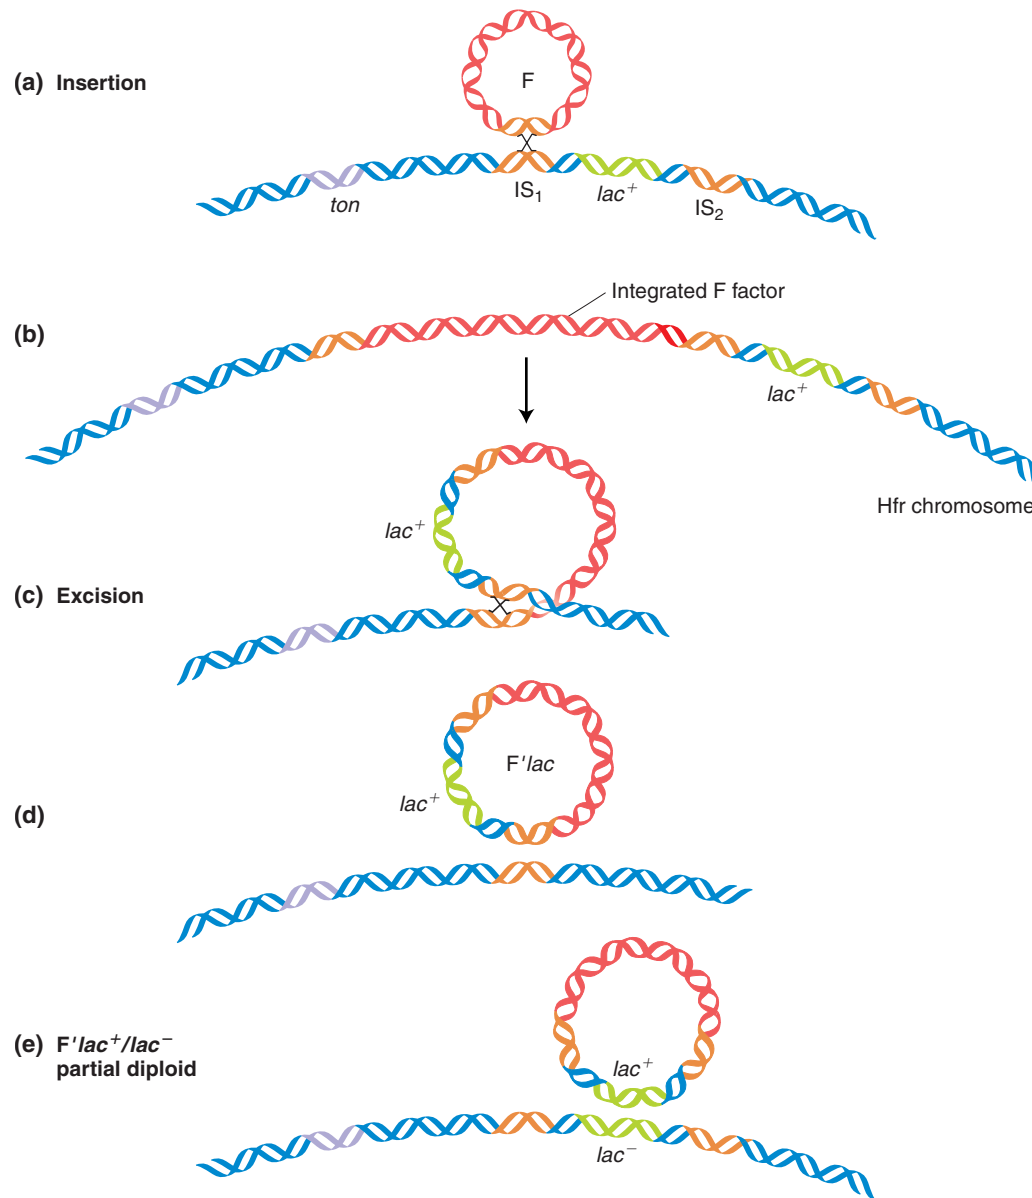 (a) Insertion
F
ton
IS₁
lac⁺
IS₂
Integrated F factor
(b)
lac⁺
Hfr chromosome
lac⁺
(c) Excision
F'lac
lac⁺
(d)
(e) F'lac⁺/lac⁻
partial diploid
lac⁺
lac⁻